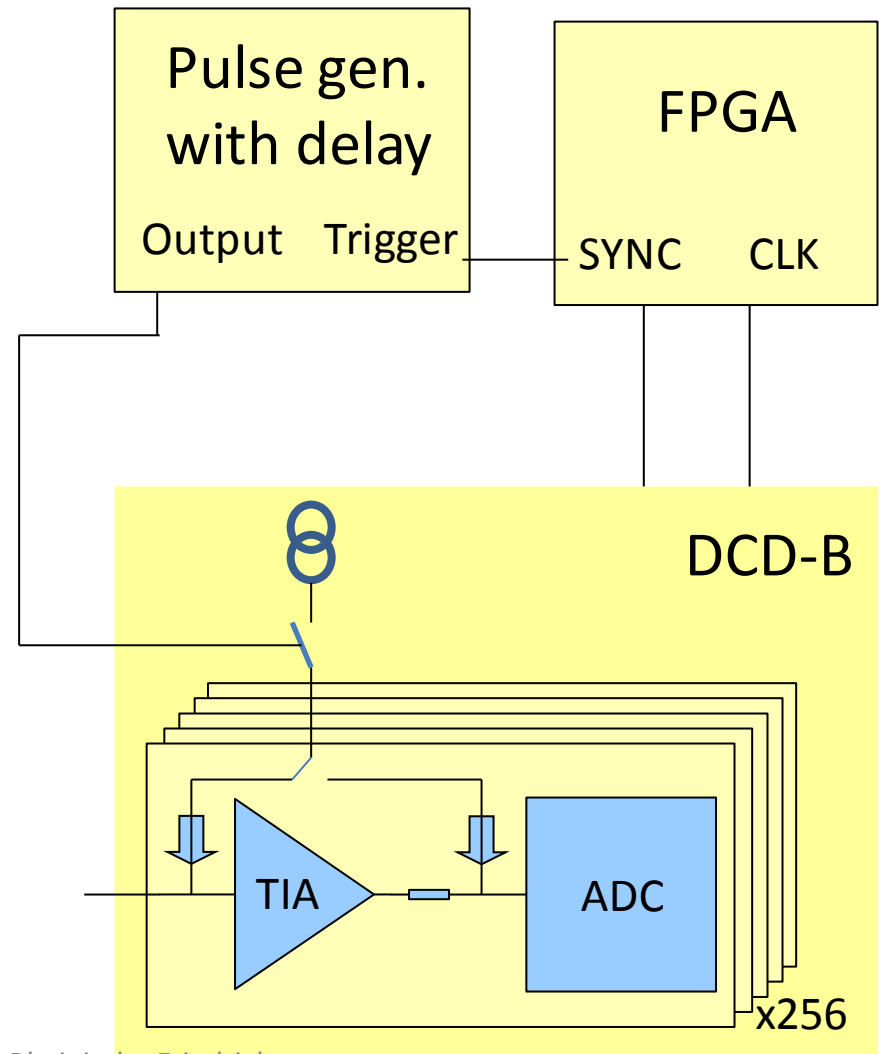 Pulse gen.
with delay
Output Trigger
FPGA
SYNC CLK
DCD-B
TIA
ADC
x256